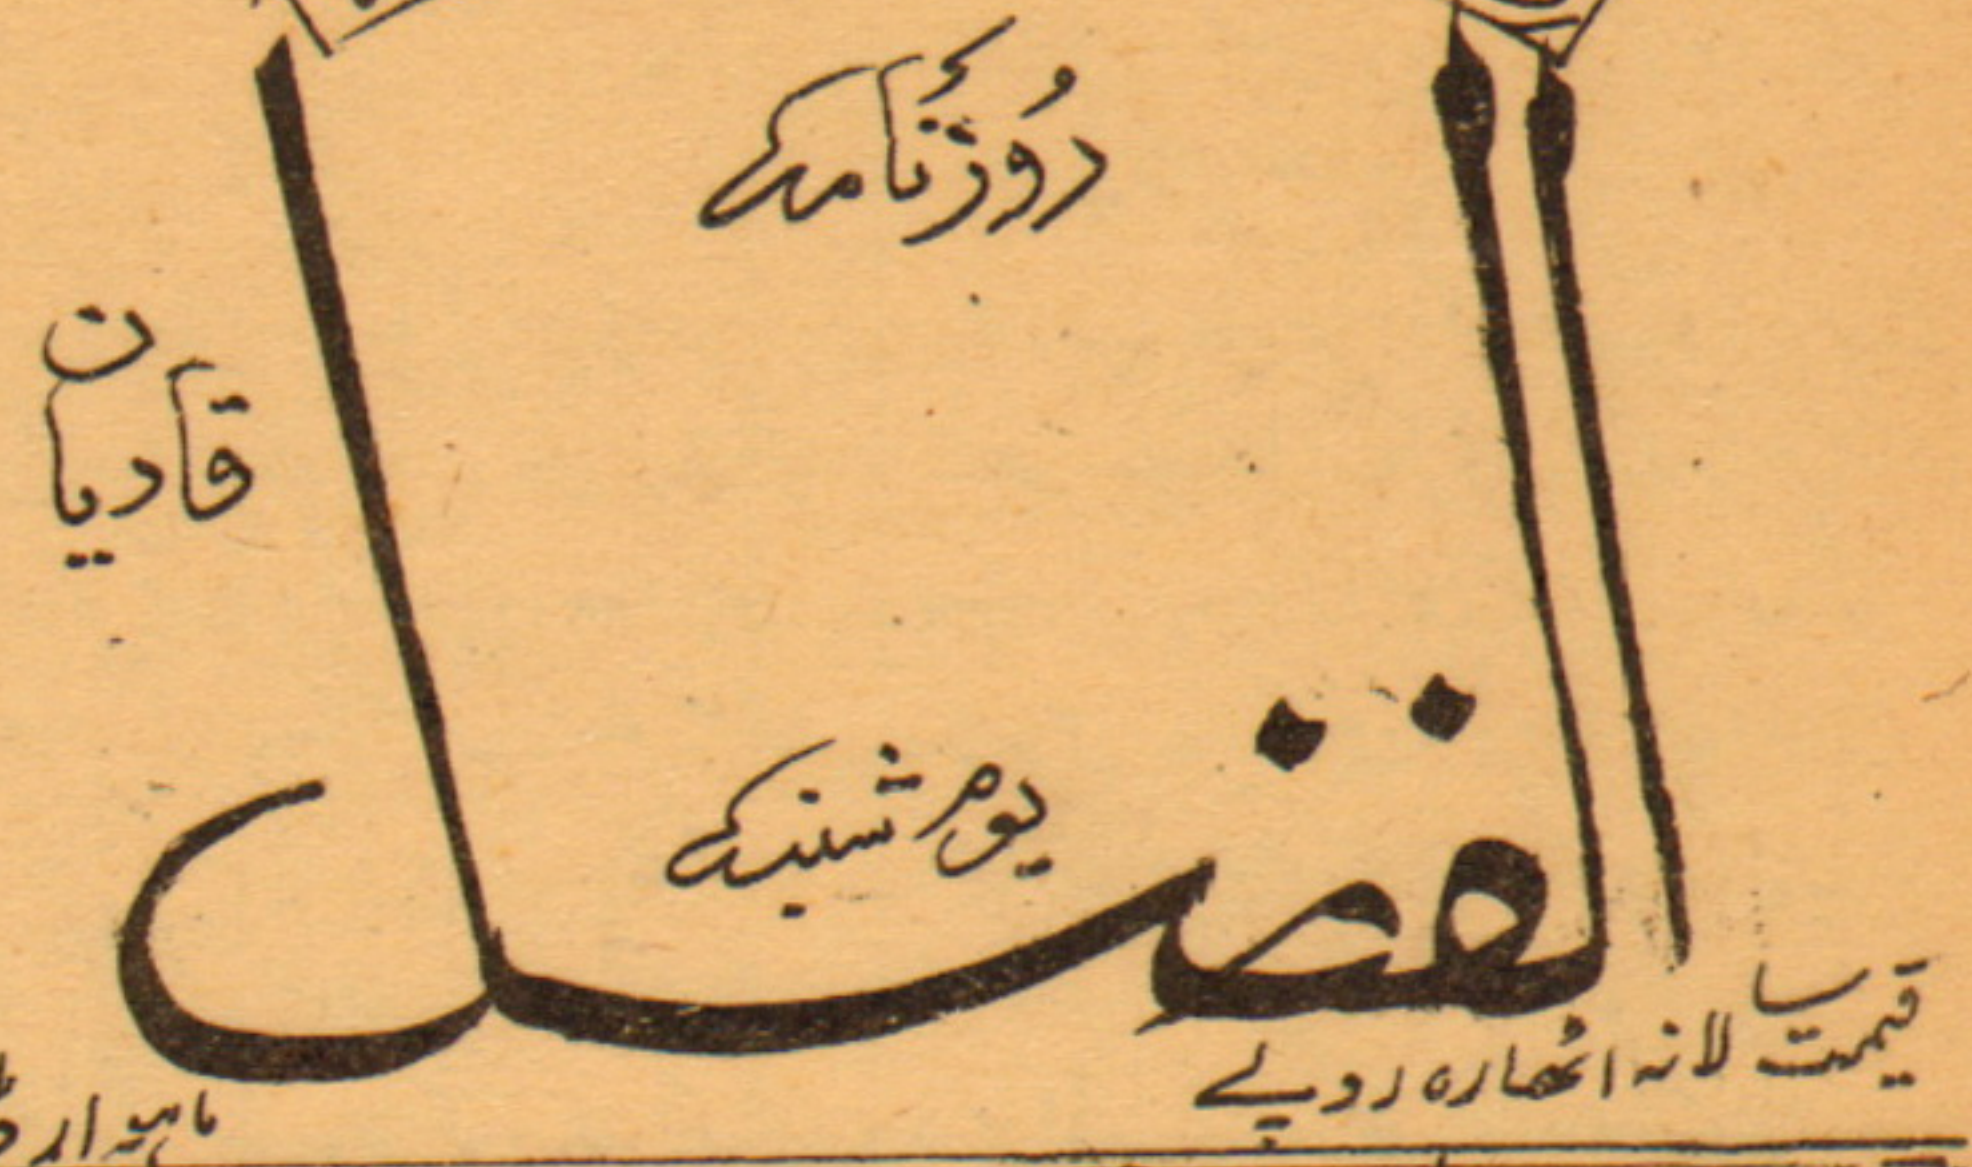 روزنامہ
الفضل
قادیان
یوم شنبہ
قیمت سالانہ اٹھارہ روپے